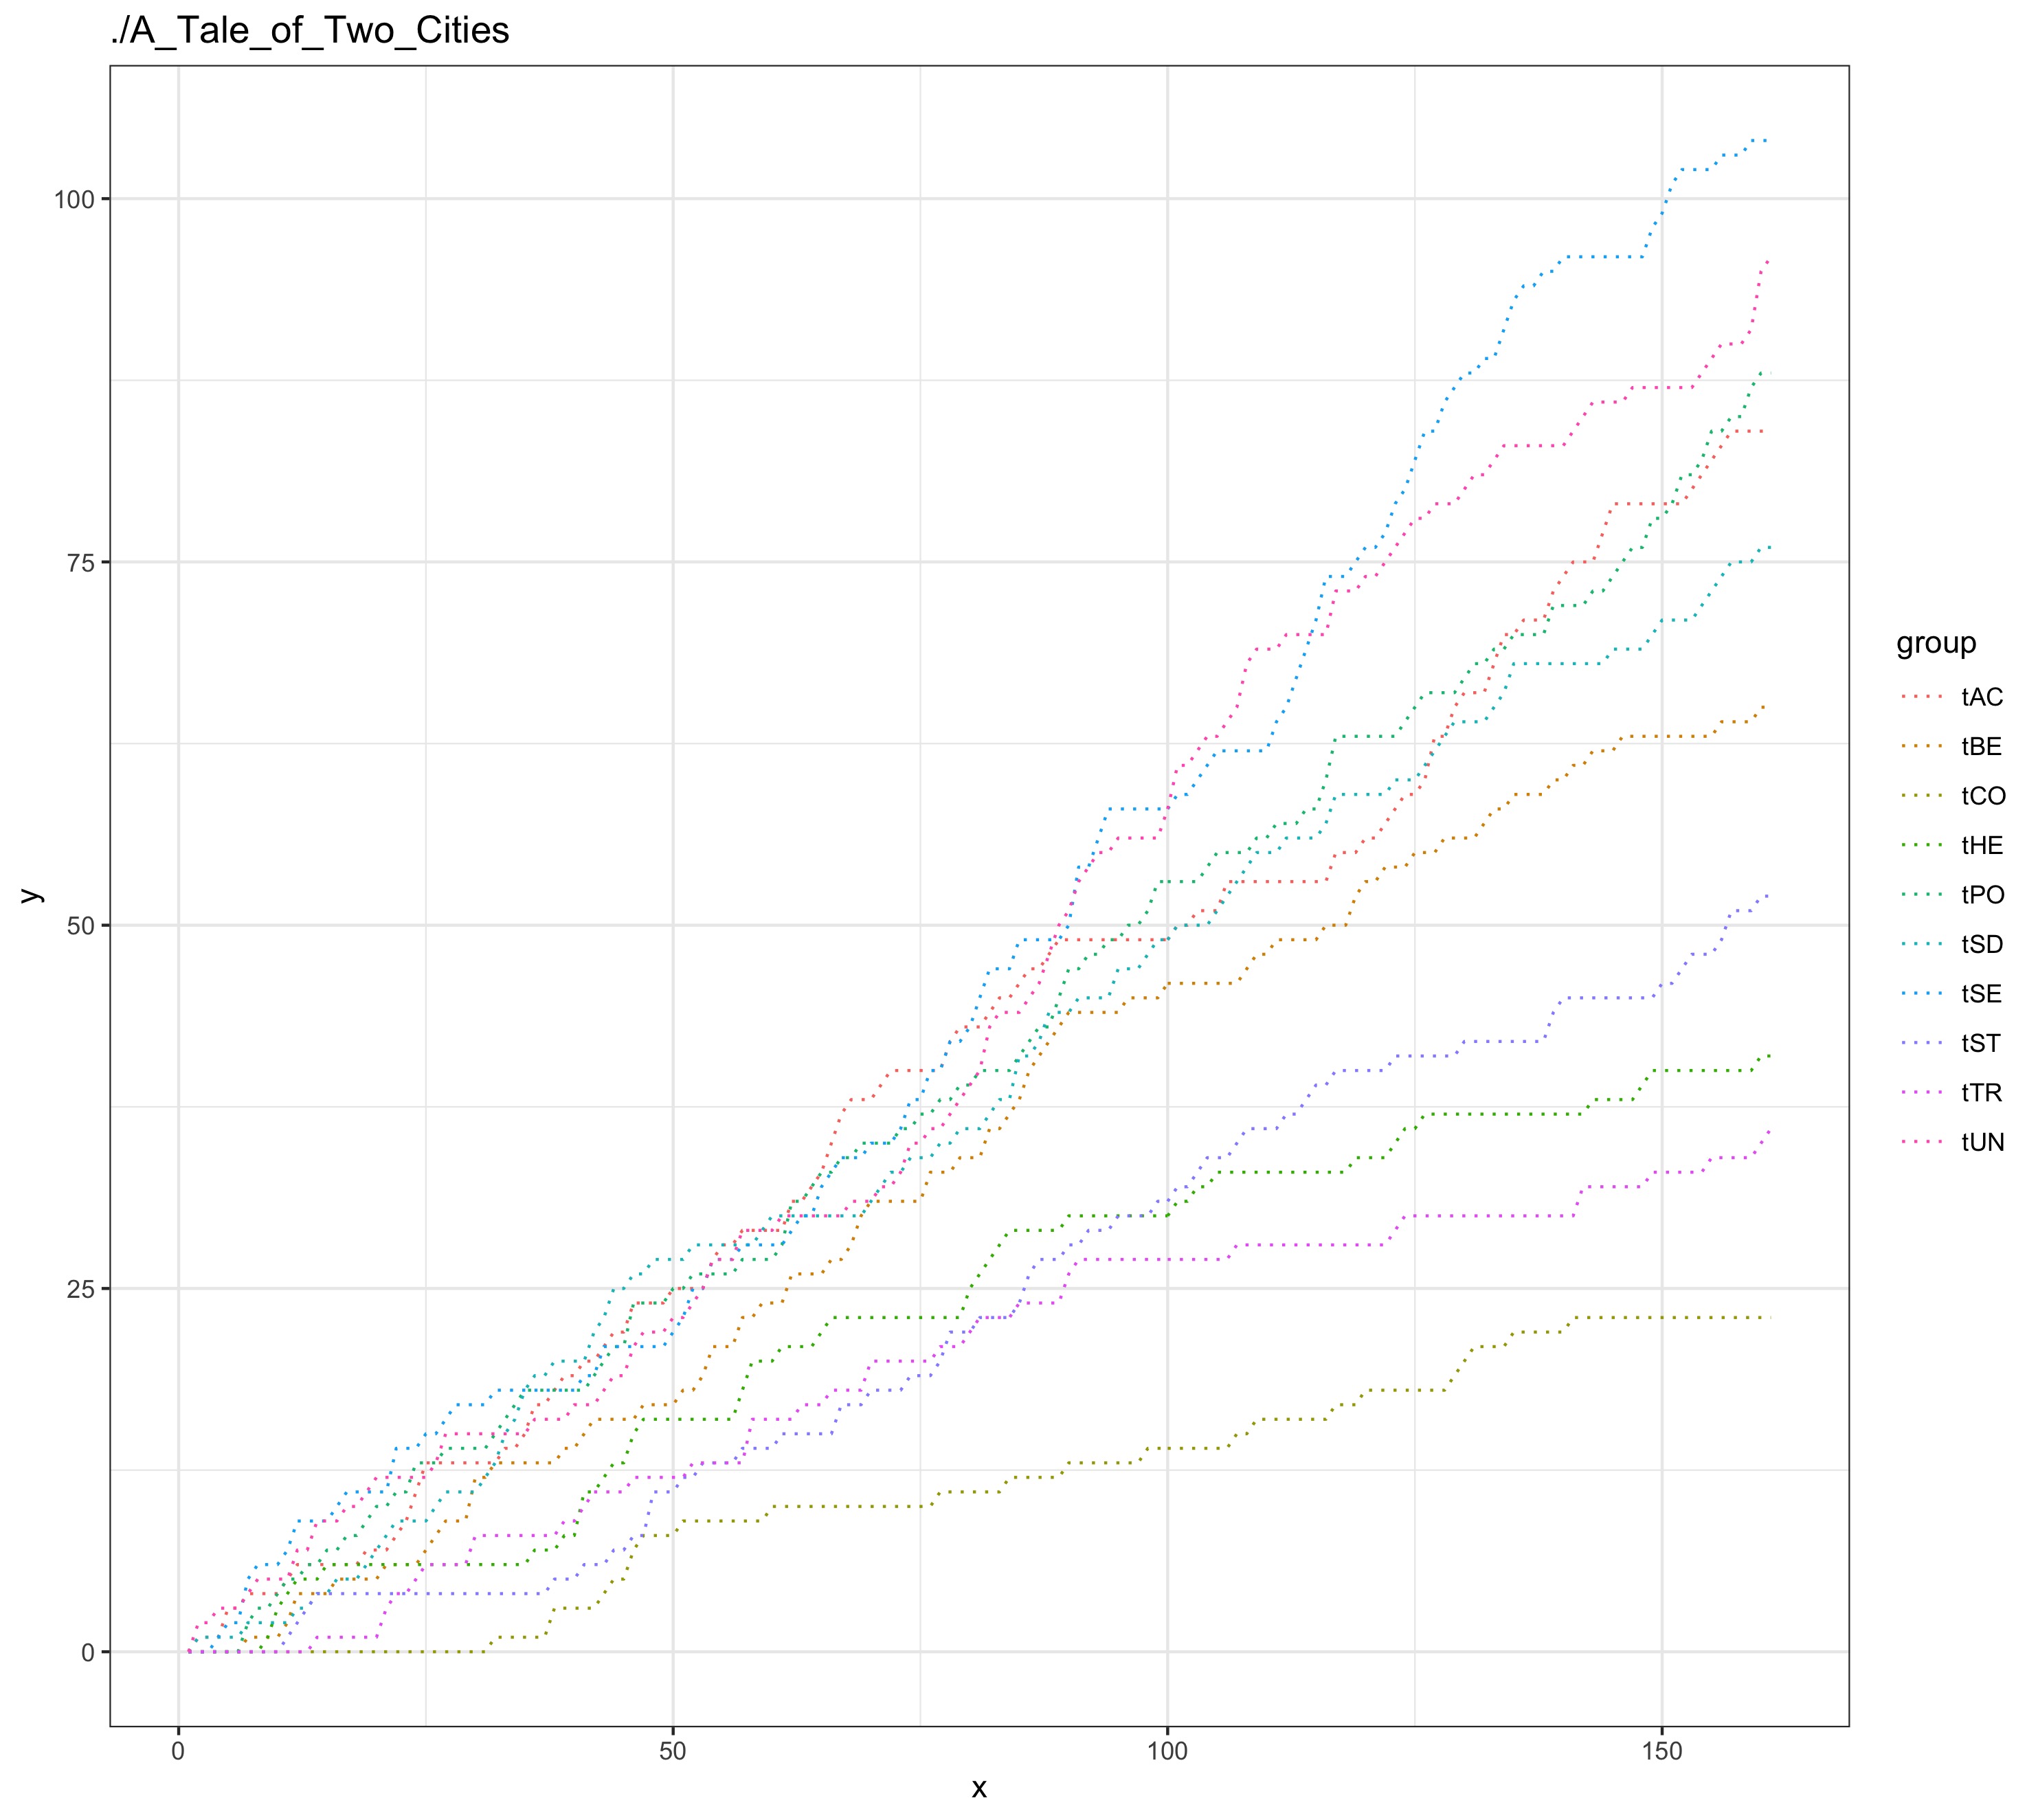 ./A_Tale_of_Two_Cities
100
75
50
25
0
y
0 50 100 150
x
group
tAC
tBE
tCO
tHE
tPO
tSD
tSE
tST
tTR
tUN